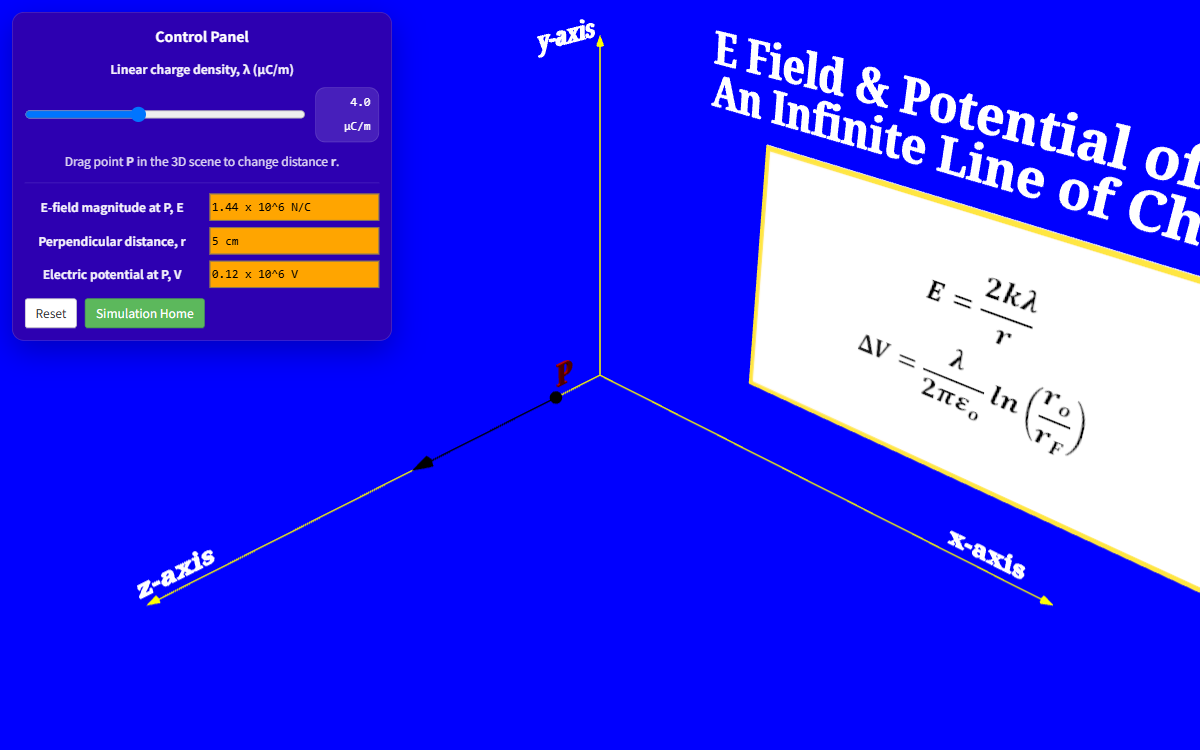 Control Panel
Linear charge density, λ (µC/m)
4.0
µC/m
Drag point P in the 3D scene to change distance r.
E-field magnitude at P, E
1.44 x 10^6 N/C
Perpendicular distance, r
5 cm
Electric potential at P, V
0.12 x 10^6 V
Reset
Simulation Home
y-axis
E Field & Potential of
An Infinite Line of Ch
E = 2kλ / r
ΔV = λ / 2πε₀ ln (r₀ / r_F)
P
z-axis
x-axis